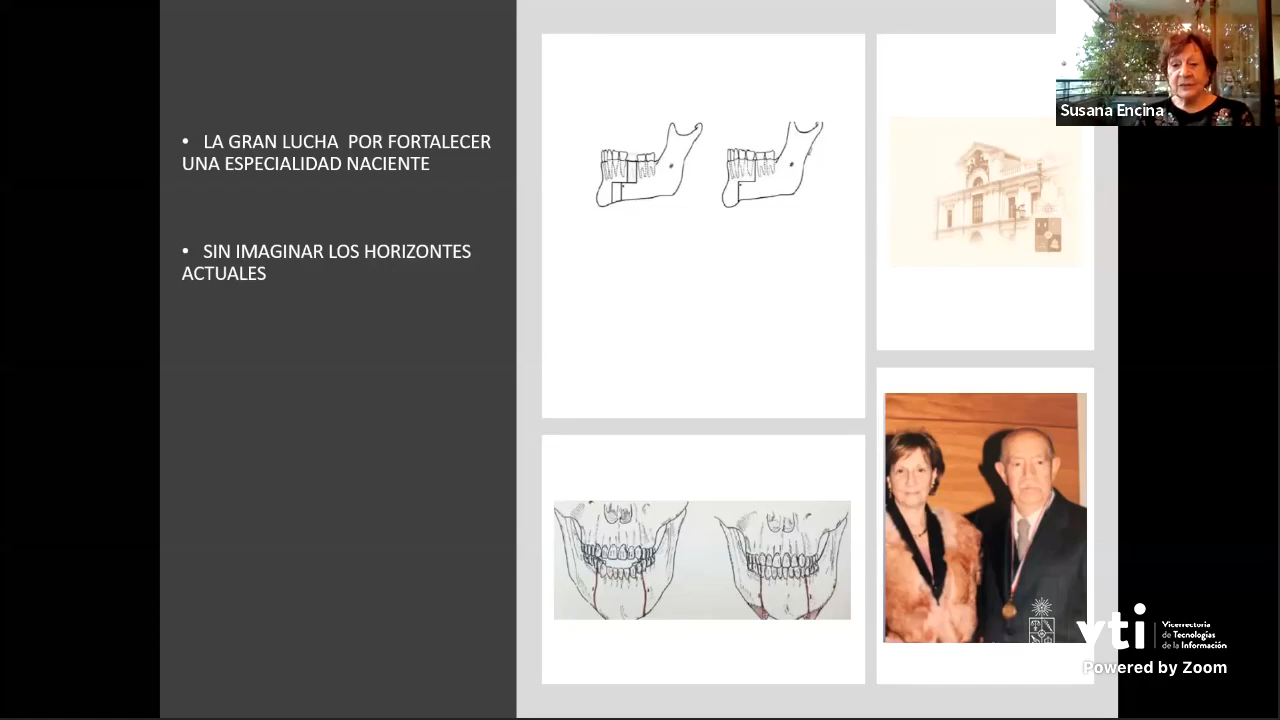 • LA GRAN LUCHA POR FORTALECER
UNA ESPECIALIDAD NACIENTE
• SIN IMAGINAR LOS HORIZONTES
ACTUALES
Susana Encina
vti
Vicerrectoría
de Tecnologías
de la Información
Powered by Zoom